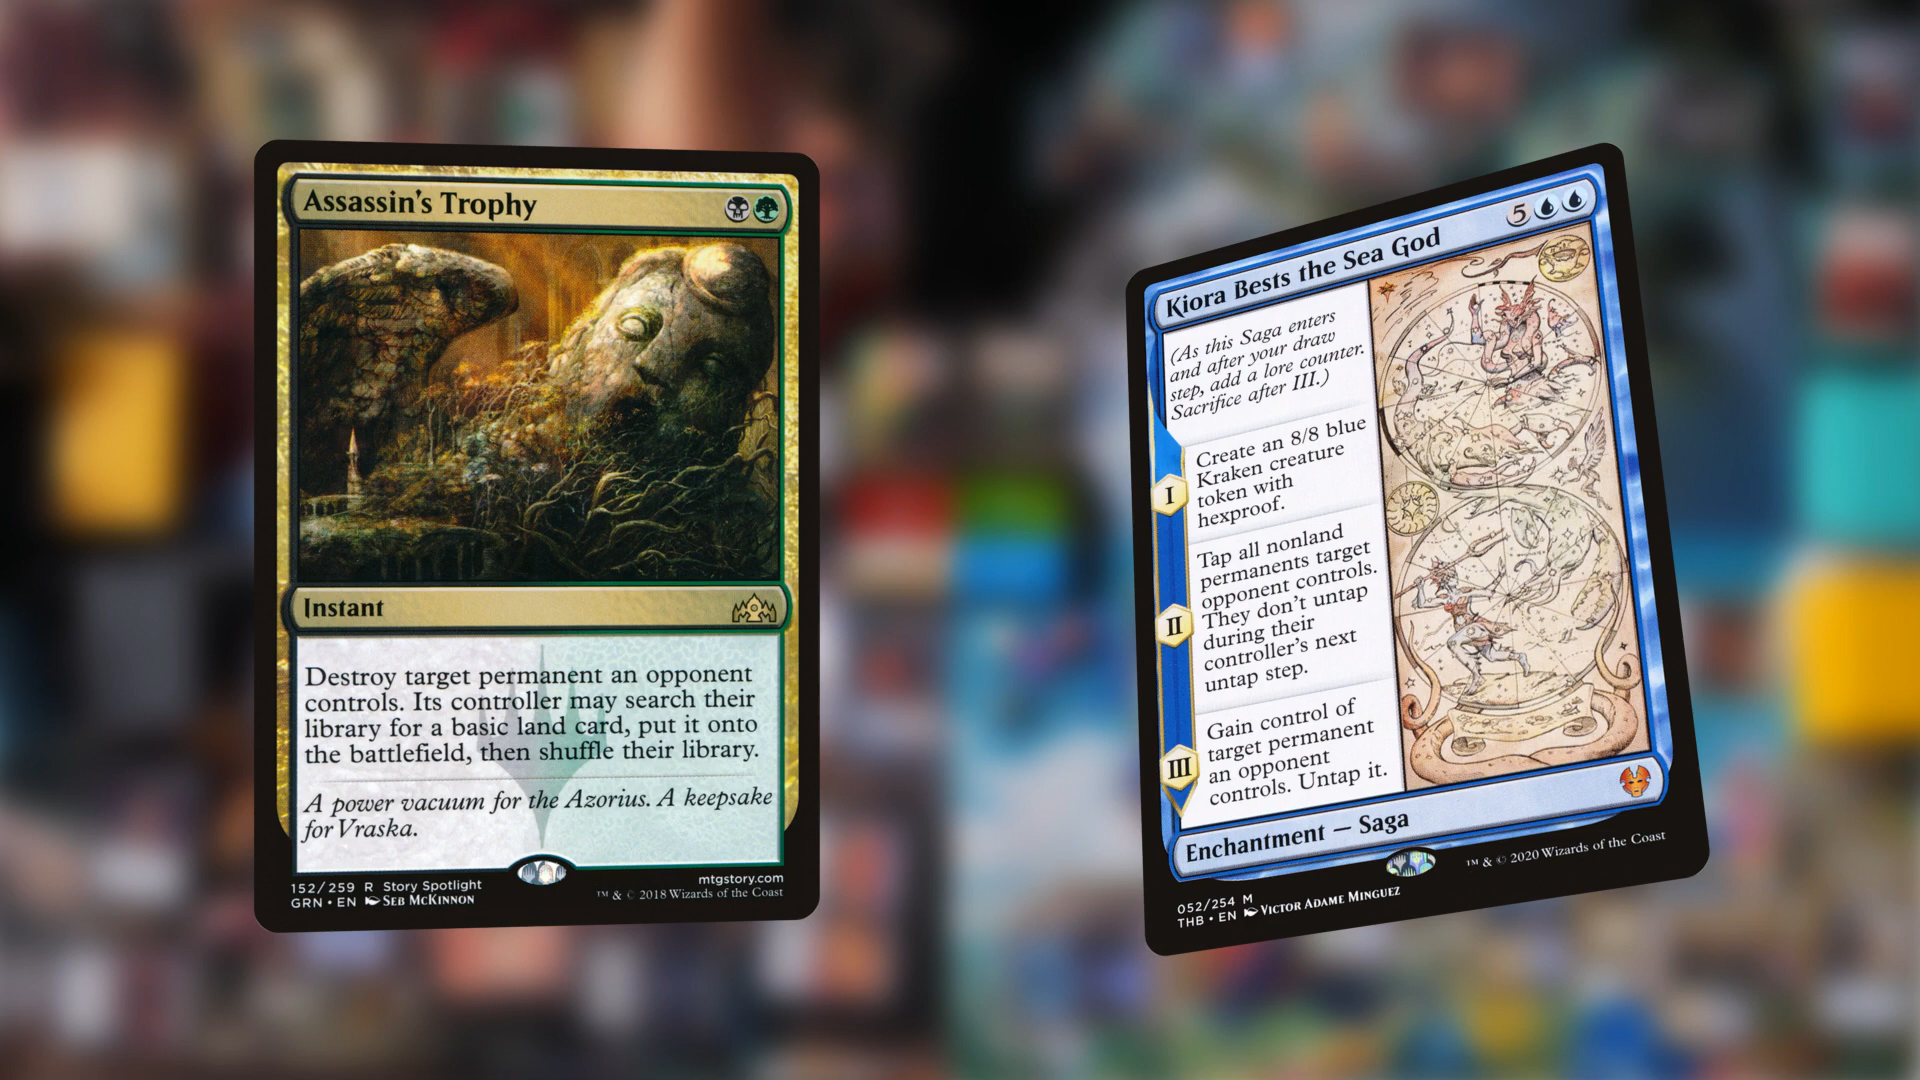 Assassin's Trophy
Instant
Destroy target permanent an opponent
controls. Its controller may search their
library for a basic land card, put it onto
the battlefield, then shuffle their library.
A power vacuum for the Azorius. A keepsake
for Vraska.
152/259 R Story Spotlight
GRN • EN Seb McKinnon
mtgstory.com
™ & © 2018 Wizards of the Coast
Kiora Bests the Sea God
5
(As this Saga enters
and after your draw
step, add a lore counter.
Sacrifice after III.)
I
Create an 8/8 blue
Kraken creature
token with
hexproof.
II
Tap all nonland
permanents target
opponent controls.
They don't untap
during their
controller's next
untap step.
III
Gain control of
target permanent
an opponent
controls. Untap it.
Enchantment — Saga
052/254 M
THB • EN Victor Adame Minguez
™ & © 2020 Wizards of the Coast